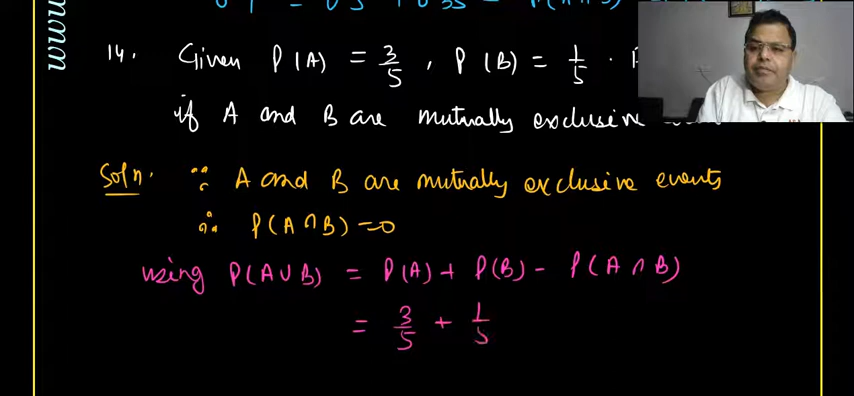 www
14. Given P(A) = 3/5, P(B) = 1/5.
if A and B are mutually exclusive
Soln. ∵ A and B are mutually exclusive events
∴ P(A∩B)=0
using P(A∪B) = P(A) + P(B) - P(A∩B)
= 3/5 + 1/5